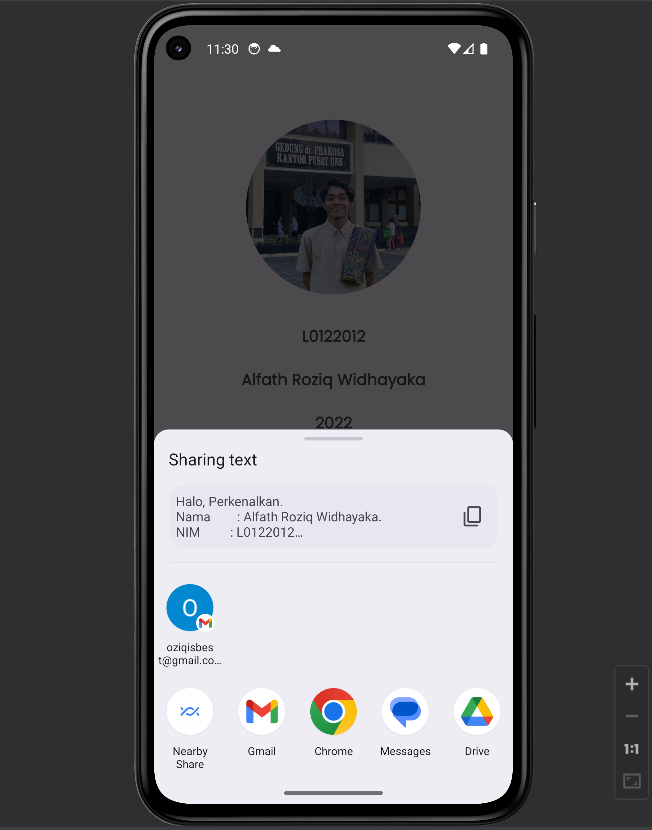 11:30
GEDUNG dr. PRAKOSA
KANTOR PUSAT UNS
L0122012
Alfath Roziq Widhayaka
2022
Sharing text
Halo, Perkenalkan.
Nama : Alfath Roziq Widhayaka.
NIM : L0122012...
O
oziqisbes
t@gmail.co...
Nearby
Share
Gmail
Chrome
Messages
Drive
1:1